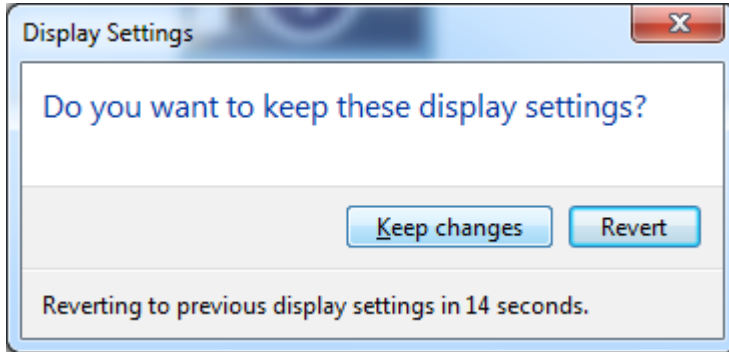 Display Settings
Do you want to keep these display settings?
Keep changes Revert
Reverting to previous display settings in 14 seconds.